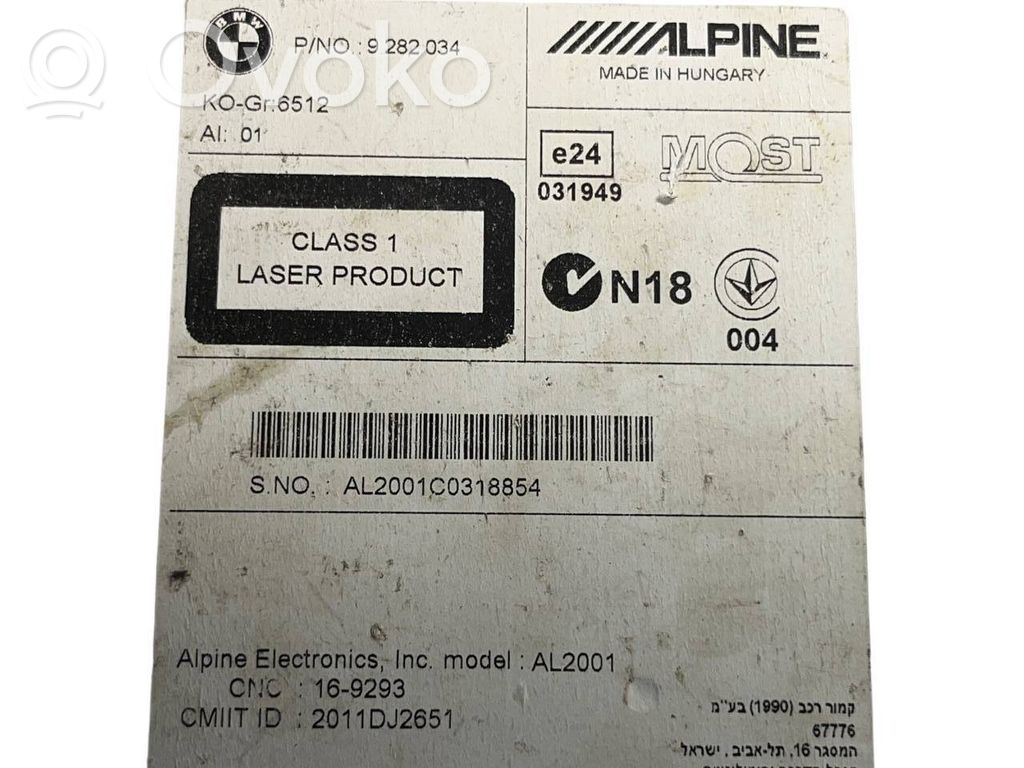 BMW
P/NO.: 9 282 034
KO-Gr:6512
AI: 01
ALPINE
MADE IN HUNGARY
e24
031949
MOST
CLASS 1
LASER PRODUCT
N18
004
S.NO. : AL2001C0318854
Alpine Electronics, Inc. model : AL2001
CNC : 16-9293
CMIIT ID : 2011DJ2651
קמור רכב (1990) בע"מ
67776
המסגר 16, תל-אביב, ישראל
Ovoko